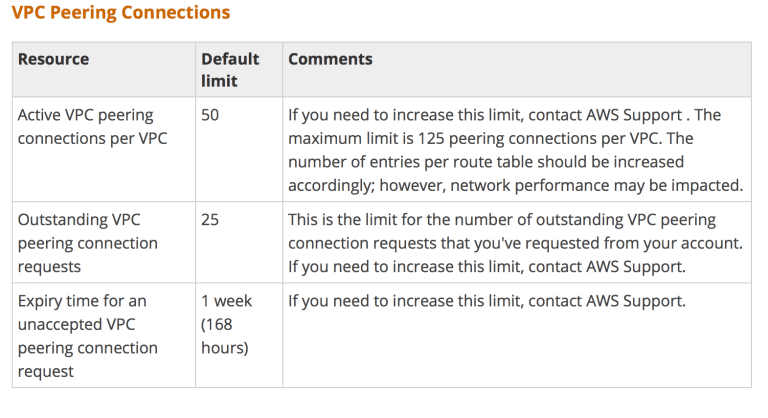 VPC Peering Connections
Resource
Default
limit
Comments
Active VPC peering
connections per VPC
50
If you need to increase this limit, contact AWS Support . The
maximum limit is 125 peering connections per VPC. The
number of entries per route table should be increased
accordingly; however, network performance may be impacted.
Outstanding VPC
peering connection
requests
25
This is the limit for the number of outstanding VPC peering
connection requests that you've requested from your account.
If you need to increase this limit, contact AWS Support.
Expiry time for an
unaccepted VPC
peering connection
request
1 week
(168
hours)
If you need to increase this limit, contact AWS Support.